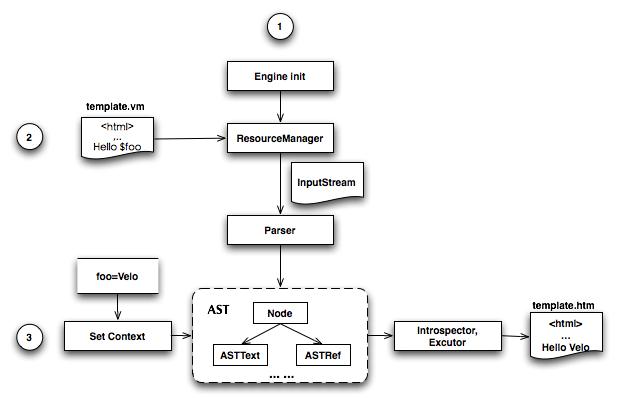 1
Engine init
template.vm
<html>
...
Hello $foo
2
ResourceManager
InputStream
Parser
foo=Velo
AST
Node
template.htm
<html>
...
Hello Velo
3
Set Context
Introspector,
Excutor
ASTText
ASTRef
... ...